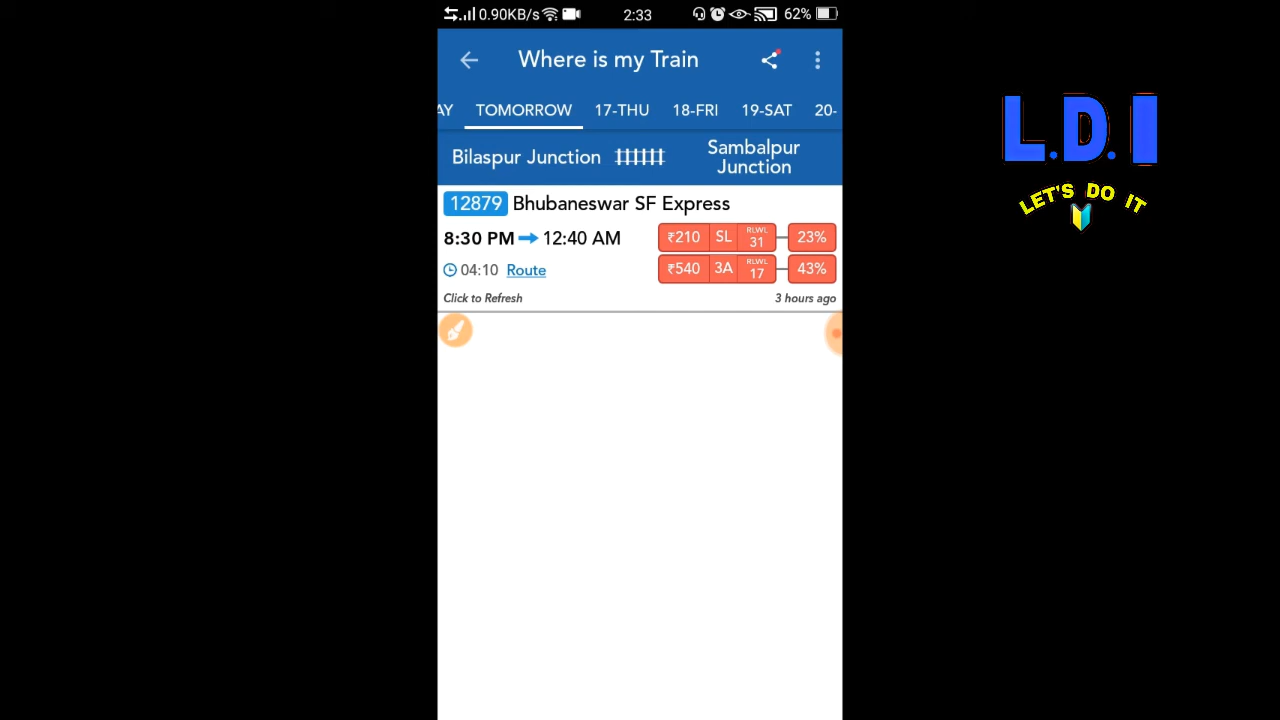 0.90KB/s 2:33 62%
Where is my Train
AY TOMORROW 17-THU 18-FRI 19-SAT 20-
Bilaspur Junction Sambalpur Junction
12879 Bhubaneswar SF Express
8:30 PM 12:40 AM ₹210 SL RLWL 31 23%
04:10 Route ₹540 3A RLWL 17 43%
Click to Refresh 3 hours ago
L.D.I
LET'S DO IT